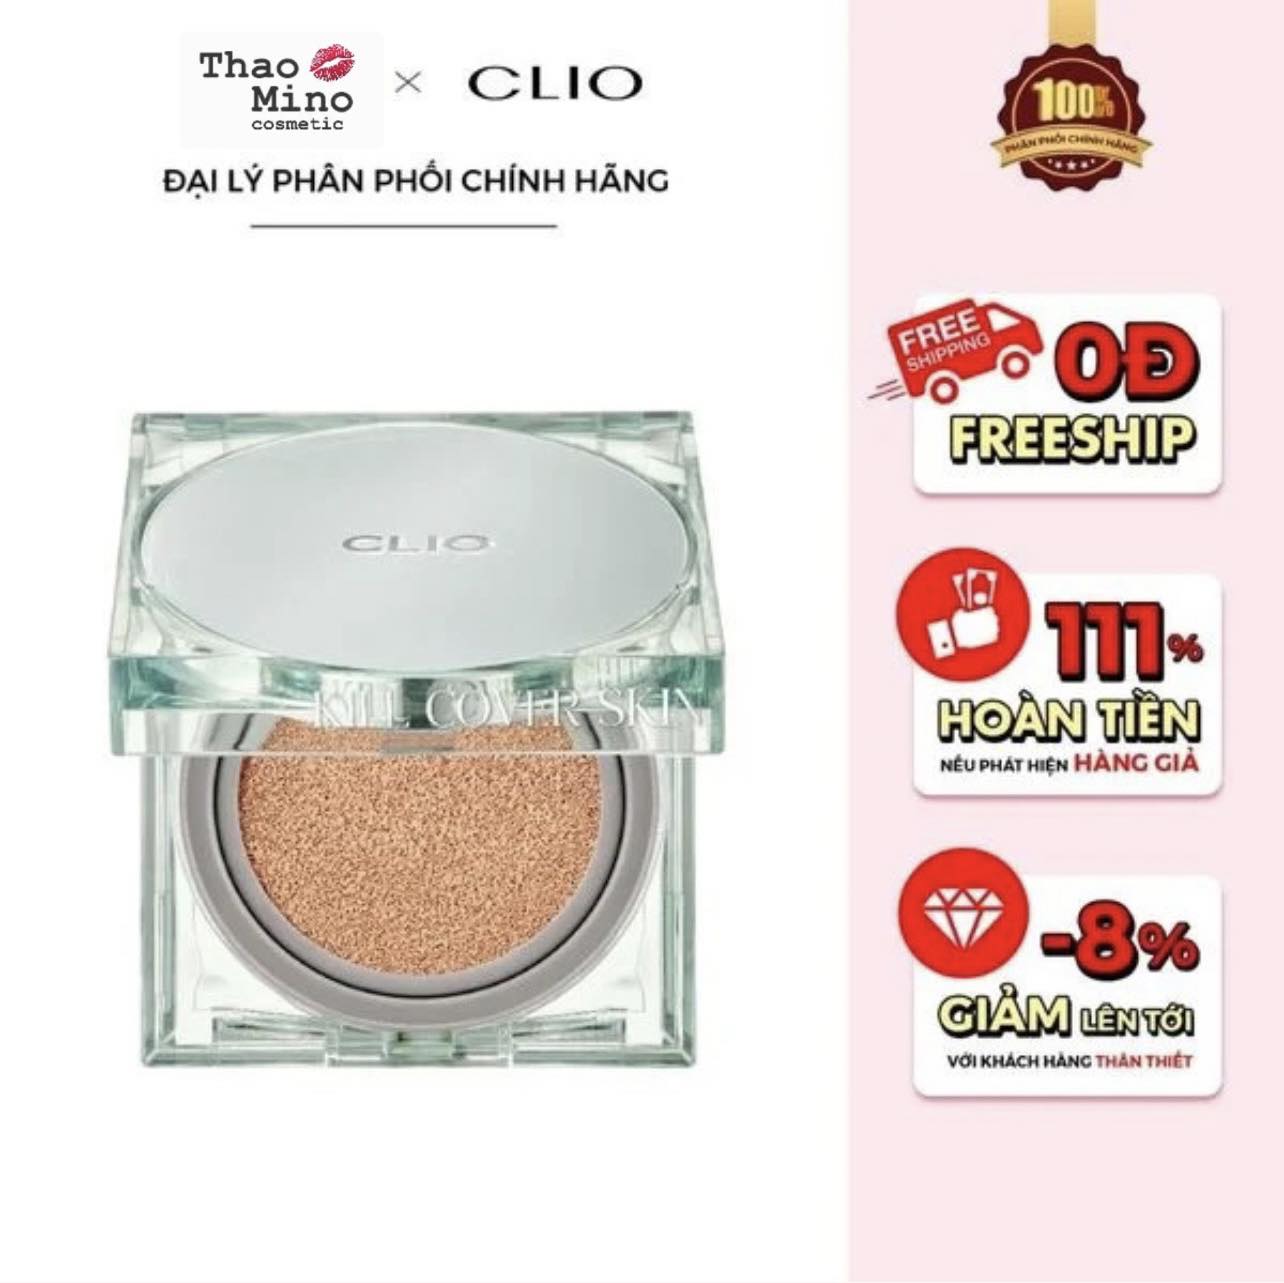 Thao
Mino
cosmetic
× CLIO
ĐẠI LÝ PHÂN PHỐI CHÍNH HÃNG
CLIO
KILL COVER SKIN
100%
PHÂN PHỐI CHÍNH HÃNG
FREE
SHIPPING
0Đ
FREESHIP
111%
HOÀN TIỀN
NẾU PHÁT HIỆN HÀNG GIẢ
-8%
GIẢM LÊN TỚI
VỚI KHÁCH HÀNG THÂN THIẾT